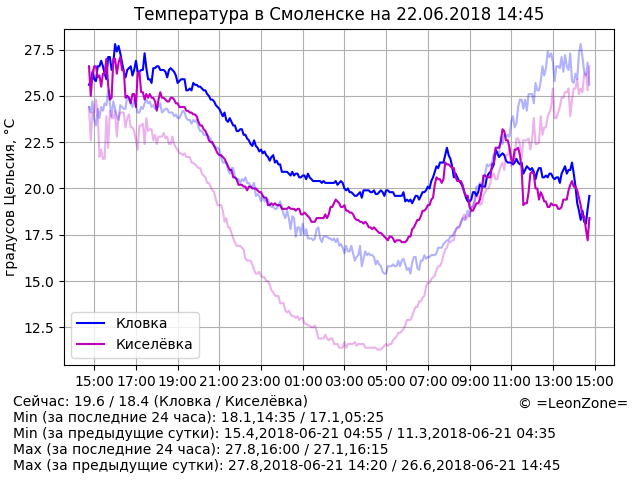 Температура в Смоленске на 22.06.2018 14:45
градусов Цельсия, °C
27.5
25.0
22.5
20.0
17.5
15.0
12.5
Кловка
Киселёвка
15:00 17:00 19:00 21:00 23:00 01:00 03:00 05:00 07:00 09:00 11:00 13:00 15:00
Сейчас: 19.6 / 18.4 (Кловка / Киселёвка)
© =LeonZone=
Min (за последние 24 часа): 18.1,14:35 / 17.1,05:25
Min (за предыдущие сутки): 15.4,2018-06-21 04:55 / 11.3,2018-06-21 04:35
Max (за последние 24 часа): 27.8,16:00 / 27.1,16:15
Max (за предыдущие сутки): 27.8,2018-06-21 14:20 / 26.6,2018-06-21 14:45